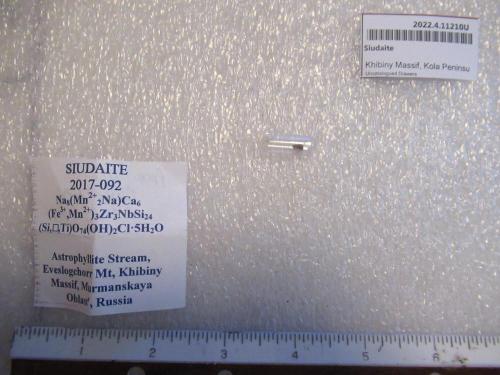 2022.4.11210U
Siudaite
Khibiny Massif, Kola Peninsu
Uncatalogued Drawers
SIUDAITE
2017-092
Na₈(Mn²⁺₂Na)Ca₆
(Fe³⁺,Mn²⁺)₃Zr₃NbSi₂₄
(Si,□,Ti)O₇₄(OH)₂Cl·5H₂O
Astrophyllite Stream,
Eveslogchorr Mt, Khibiny
Massif, Murmanskaya
Oblast, Russia
1 2 3 4 5 6